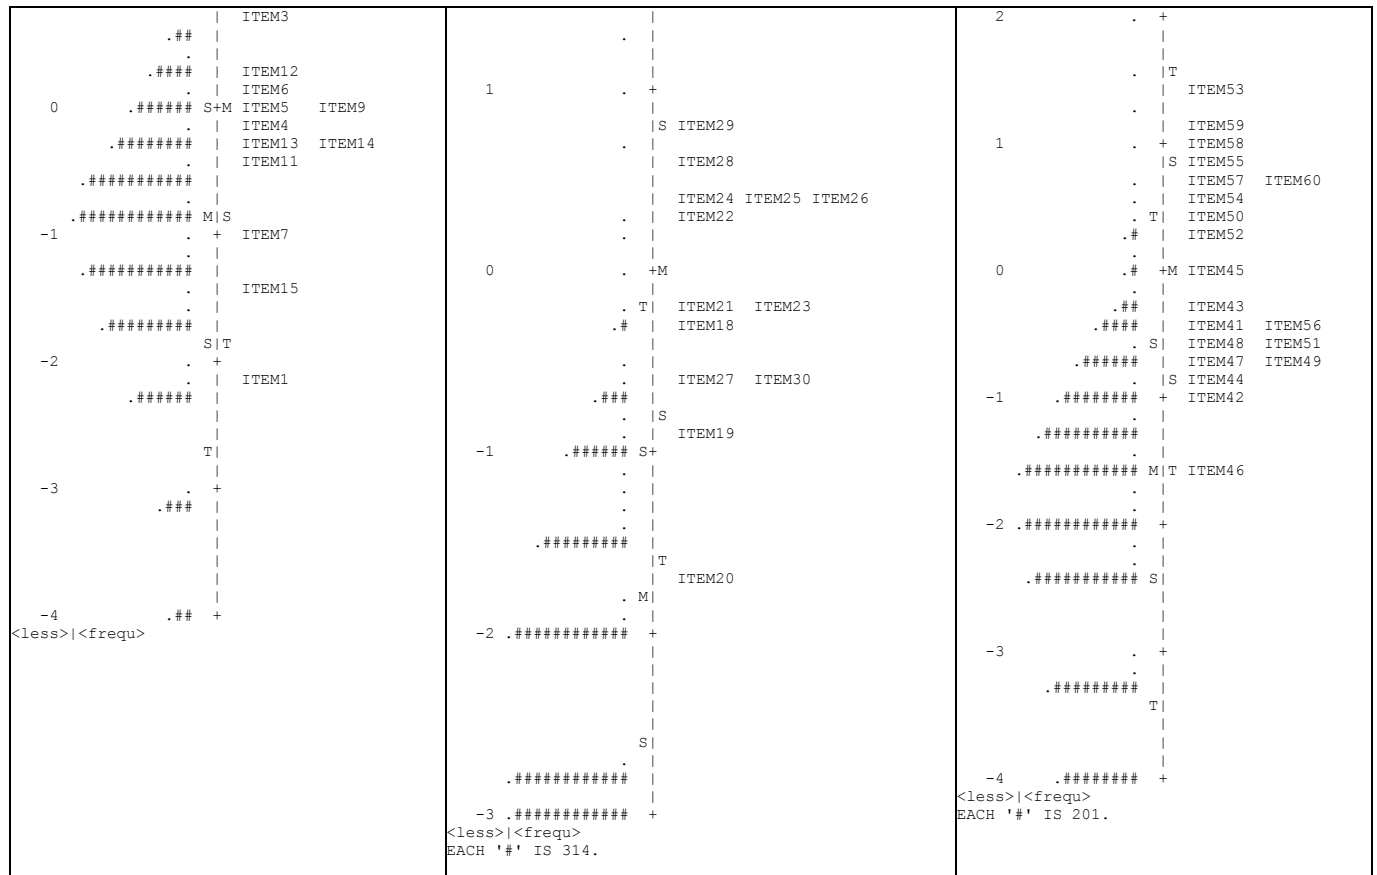 |  ITEM3
                    .##   |
                      .   |
                  .####   |  ITEM12
                      .   |  ITEM6
     0         .###### S+M ITEM5   ITEM9
                      .   |  ITEM4
             .########   |  ITEM13  ITEM14
                      .   |  ITEM11
         .###########   |
                      .   |
        .############ M|S
    -1                .   +  ITEM7
                      .   |
         .###########   |
                      .   |  ITEM15
                      .   |
           .#########   |
                       S|T
    -2                .   +
                      .   |  ITEM1
               .######   |
                          |
                          |
                         T|
                          |
    -3                .   +
                   .###   |
                          |
                          |
                          |
                          |
                          |
    -4              .##   +
<less>|<frequ>
                          |
                      .   |
                          |
                          |
     1                .   +
                          |
                          |S ITEM29
                      .   |
                          |  ITEM28
                          |
                          |  ITEM24 ITEM25 ITEM26
                      .   |  ITEM22
                      .   |
                          |
     0                .   +M
                          |
                      . T|  ITEM21  ITEM23
                     .#   |  ITEM18
                          |
                      .   |
                      .   |  ITEM27  ITEM30
                   .###   |
                      .   |S
                      .   |  ITEM19
    -1          .###### S+
                      .   |
                      .   |
                      .   |
                      .   |
             .#########   |
                          |T
                          |  ITEM20
                      . M|
                      .   |
    -2 .############   +
                          |
                          |
                          |
                          |
                          |
                         S|
                      .   |
       .############   |
                          |
    -3 .############   +
<less>|<frequ>
EACH '#' IS 314.
     2                .   +
                          |
                          |
                      .   |T
                          |  ITEM53
                      .   |
                          |  ITEM59
     1                .   +  ITEM58
                          |S ITEM55
                      .   |  ITEM57  ITEM60
                      .   |  ITEM54
                      . T|  ITEM50
                     .#   |  ITEM52
                      .   |
     0               .#   +M ITEM45
                      .   |
                    .##   |  ITEM43
                  .####   |  ITEM41  ITEM56
                      . S|  ITEM48  ITEM51
                .######   |  ITEM47  ITEM49
                      .   |S ITEM44
    -1        .########   +  ITEM42
                      .   |
            .##########   |
                      .   |
          .############ M|T ITEM46
                      .   |
                      .   |
    -2 .############   +
                      .   |
           .########### S|
                          |
                          |
                          |
    -3                .   +
                      .   |
             .#########   |
                         T|
                          |
                          |
                          |
    -4        .########   +
<less>|<frequ>
EACH '#' IS 201.